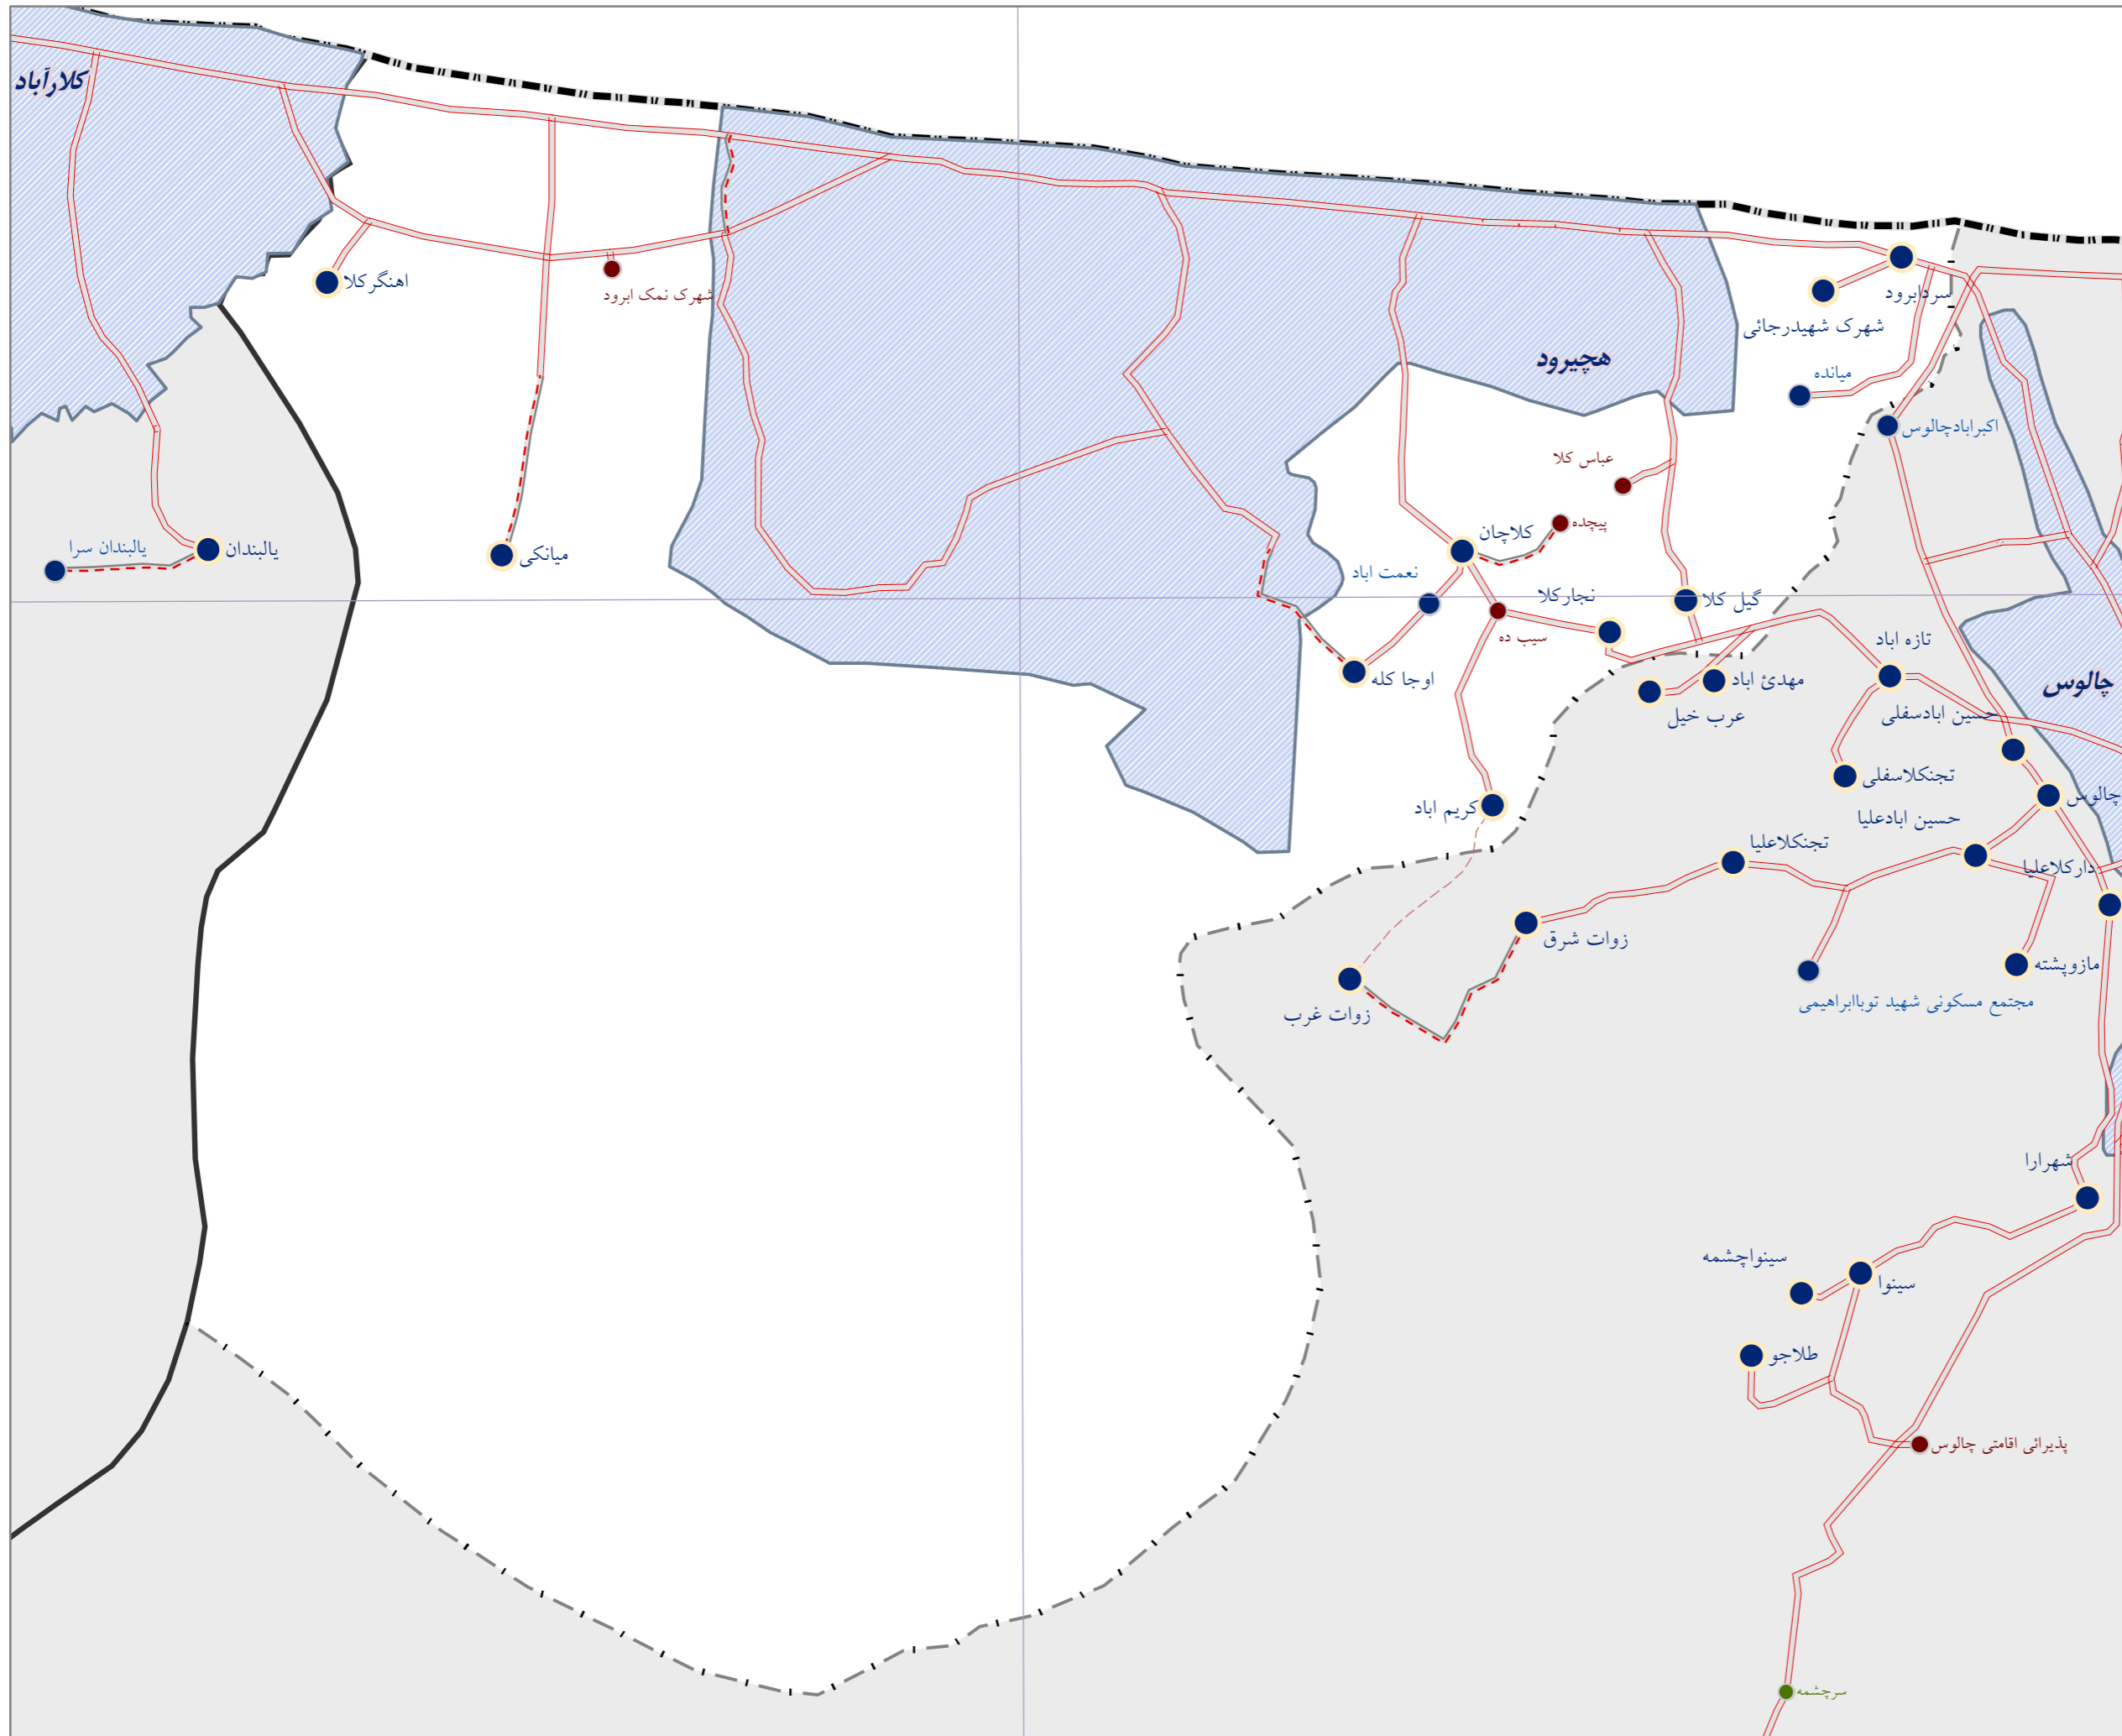 کلارآباد
اهنگرکلا
شهرک نمک ابرود
سردابرود
شهرک شهیدرجائی
هچیرود
میانده
اکبرابادچالوس
عباس کلا
پیچده
کلاچان
یالبندان سرا
یالبندان
میانکی
نعمت اباد
نجارکلا
گیل کلا
سیب ده
تازه اباد
اوجا کله
مهدئ اباد
عرب خیل
چالوس
حسین ابادسفلی
تجنکلاسفلی
چالوس
کریم اباد
حسین ابادعلیا
تجنکلاعلیا
دارکلاعلیا
زوات شرق
مازوپشته
مجتمع مسکونی شهید توباابراهیمی
زوات غرب
شهرارا
سینواچشمه
سینوا
طلاجو
پذیرائی اقامتی چالوس
سرچشمه